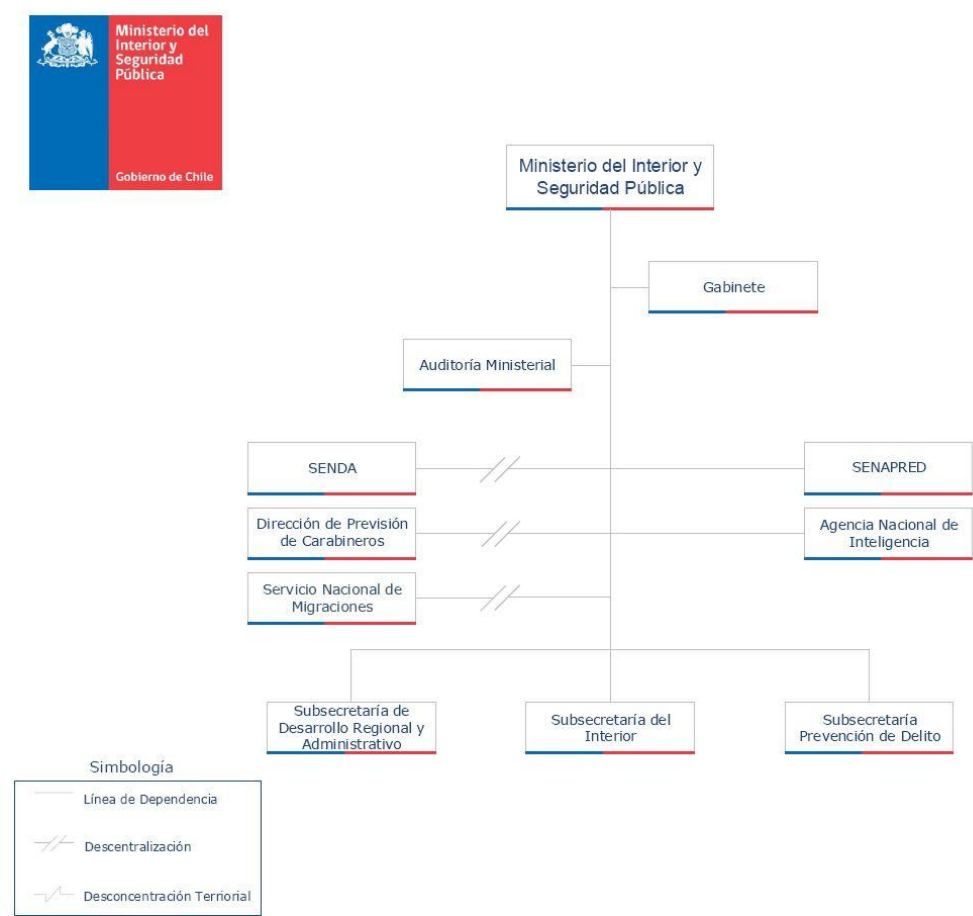 Ministerio del
Interior y
Seguridad
Pública
Gobierno de Chile
Ministerio del Interior y
Seguridad Pública
Gabinete
Auditoría Ministerial
SENDA
SENAPRED
Dirección de Previsión
de Carabineros
Agencia Nacional de
Inteligencia
Servicio Nacional de
Migraciones
Subsecretaría de
Desarrollo Regional y
Administrativo
Subsecretaría del
Interior
Subsecretaría
Prevención de Delito
Simbología
Línea de Dependencia
Descentralización
Desconcentración Terriorial